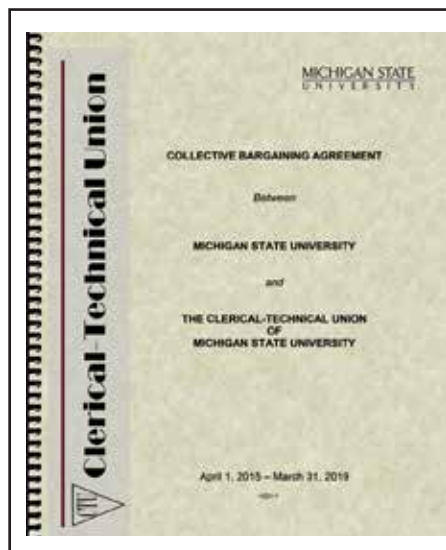 MICHIGAN STATE
UNIVERSITY
COLLECTIVE BARGAINING AGREEMENT
Between
MICHIGAN STATE UNIVERSITY
and
THE CLERICAL-TECHNICAL UNION
OF
MICHIGAN STATE UNIVERSITY
April 1, 2015 – March 31, 2019
Clerical-Technical Union
CTU